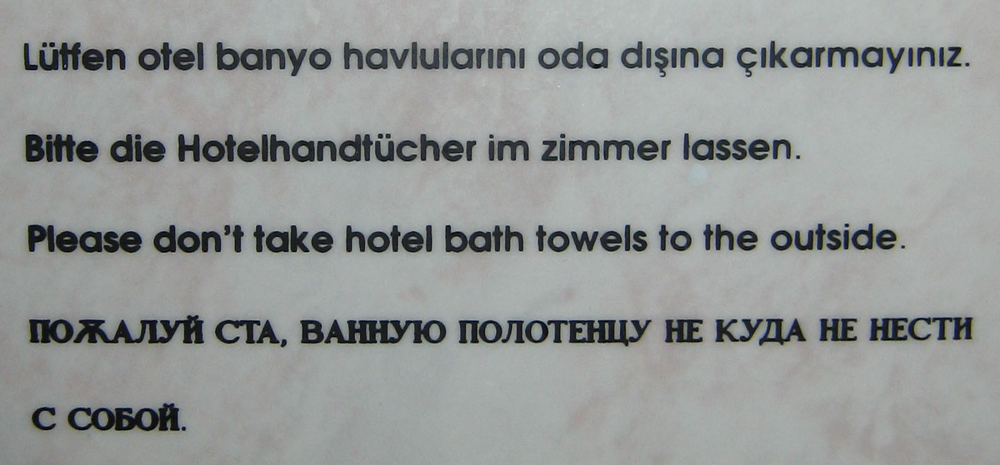 Lütfen otel banyo havlularını oda dışına çıkarmayınız.
Bitte die Hotelhandtücher im zimmer lassen.
Please don't take hotel bath towels to the outside.
ПОЖАЛУЙ СТА, ВАННУЮ ПОЛОТЕНЦУ НЕ КУДА НЕ НЕСТИ
С СОБОЙ.